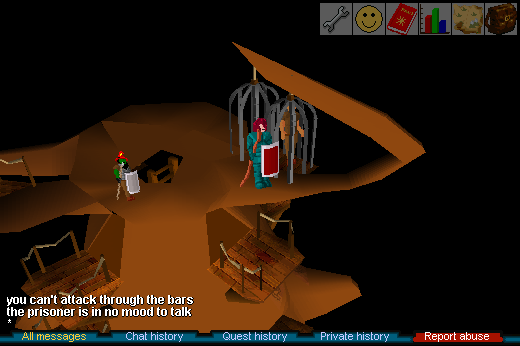 you can't attack through the bars
the prisoner is in no mood to talk
*
All messages
Chat history
Quest history
Private history
Report abuse